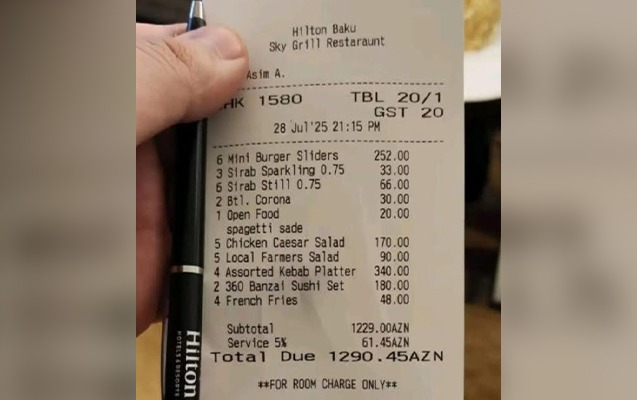 Hilton Baku
Sky Grill Restaraunt
Asim A.
HK 1580 TBL 20/1
GST 20
28 Jul'25 21:15 PM
6 Mini Burger Sliders 252.00
3 Sirab Sparkling 0.75 33.00
6 Sirab Still 0.75 66.00
2 Btl. Corona 30.00
1 Open Food 20.00
spagetti sade
5 Chicken Caesar Salad 170.00
5 Local Farmers Salad 90.00
4 Assorted Kebab Platter 340.00
2 360 Banzai Sushi Set 180.00
4 French Fries 48.00
Subtotal 1229.00AZN
Service 5% 61.45AZN
Total Due 1290.45AZN
**FOR ROOM CHARGE ONLY**
Hilton
HOTELS & RESORTS